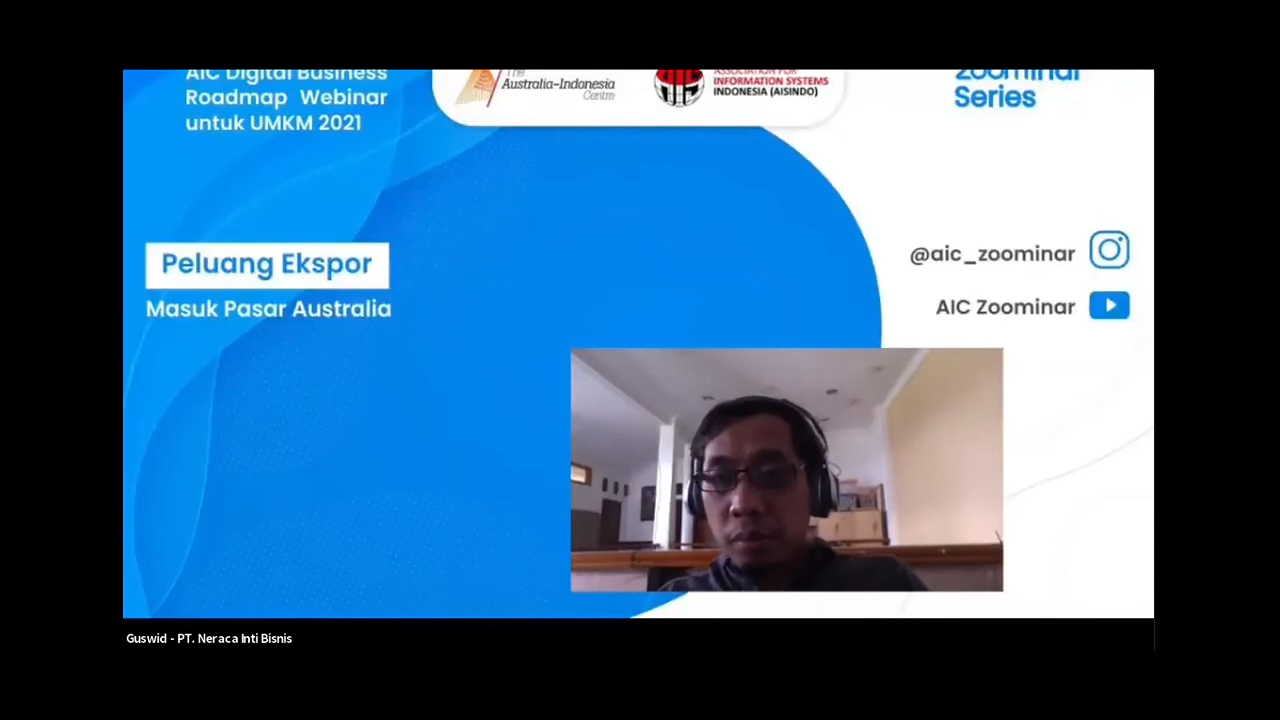 AIC Digital Business
Roadmap Webinar
untuk UMKM 2021
The
Australia-Indonesia
Centre
ASSOCIATION FOR
INFORMATION SYSTEMS
INDONESIA (AISINDO)
Zoominar
Series
Peluang Ekspor
Masuk Pasar Australia
@aic_zoominar
AIC Zoominar
Guswid - PT. Neraca Inti Bisnis